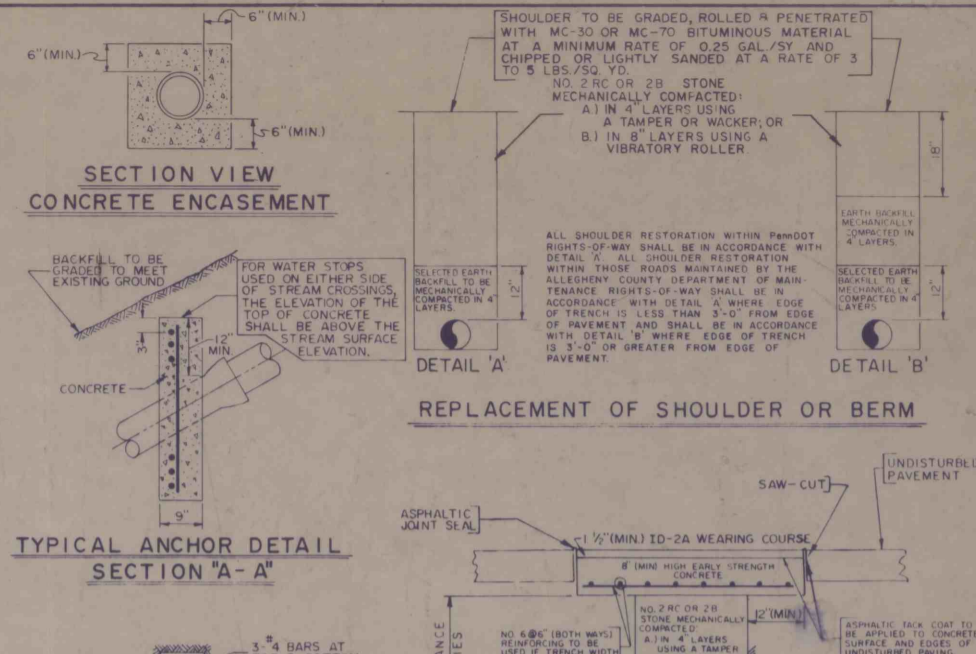 6"(MIN.)
6"(MIN.)
6"(MIN.)
SECTION VIEW
CONCRETE ENCASEMENT
SHOULDER TO BE GRADED, ROLLED & PENETRATED
WITH MC-30 OR MC-70 BITUMINOUS MATERIAL
AT A MINIMUM RATE OF 0.25 GAL./SY AND
CHIPPED OR LIGHTLY SANDED AT A RATE OF 3
TO 5 LBS./SQ. YD.
NO. 2 RC OR 2B STONE
MECHANICALLY COMPACTED:
A.) IN 4" LAYERS USING
A TAMPER OR WACKER; OR
B.) IN 8" LAYERS USING A
VIBRATORY ROLLER
18"
EARTH BACKFILL
MECHANICALLY
COMPACTED IN
4" LAYERS.
SELECTED EARTH
BACKFILL TO BE
MECHANICALLY
COMPACTED IN 4"
LAYERS.
12"
DETAIL 'A'
ALL SHOULDER RESTORATION WITHIN PennDOT
RIGHTS-OF-WAY SHALL BE IN ACCORDANCE WITH
DETAIL 'A'. ALL SHOULDER RESTORATION
WITHIN THOSE ROADS MAINTAINED BY THE
ALLEGHENY COUNTY DEPARTMENT OF MAIN-
TENANCE RIGHTS-OF-WAY SHALL BE IN
ACCORDANCE WITH DETAIL 'A' WHERE EDGE
OF TRENCH IS LESS THAN 3'-0" FROM EDGE
OF PAVEMENT AND SHALL BE IN ACCORDANCE
WITH DETAIL 'B' WHERE EDGE OF TRENCH
IS 3'-0" OR GREATER FROM EDGE OF
PAVEMENT.
SELECTED EARTH
BACKFILL TO BE
MECHANICALLY
COMPACTED IN 4"
LAYERS
12"
DETAIL 'B'
REPLACEMENT OF SHOULDER OR BERM
BACKFILL TO BE
GRADED TO MEET
EXISTING GROUND
FOR WATER STOPS
USED ON EITHER SIDE
OF STREAM CROSSINGS,
THE ELEVATION OF THE
TOP OF CONCRETE
SHALL BE ABOVE THE
STREAM SURFACE
ELEVATION.
3"
12"
MIN.
CONCRETE
9"
TYPICAL ANCHOR DETAIL
SECTION "A-A"
3-#4 BARS AT
UNDISTURBED
PAVEMENT
SAW-CUT
ASPHALTIC
JOINT SEAL
1 1/2"(MIN.) ID-2A WEARING COURSE
8" (MIN) HIGH EARLY STRENGTH
CONCRETE
NO. 6@6" (BOTH WAYS)
REINFORCING TO BE
USED IF TRENCH WIDTH
NO. 2 RC OR 2B
STONE MECHANICALLY
COMPACTED:
A.) IN 4" LAYERS
USING A TAMPER
12"(MIN.)
ASPHALTIC TACK COAT TO
BE APPLIED TO CONCRETE
SURFACE AND EDGES OF
UNDISTURBED PAVING